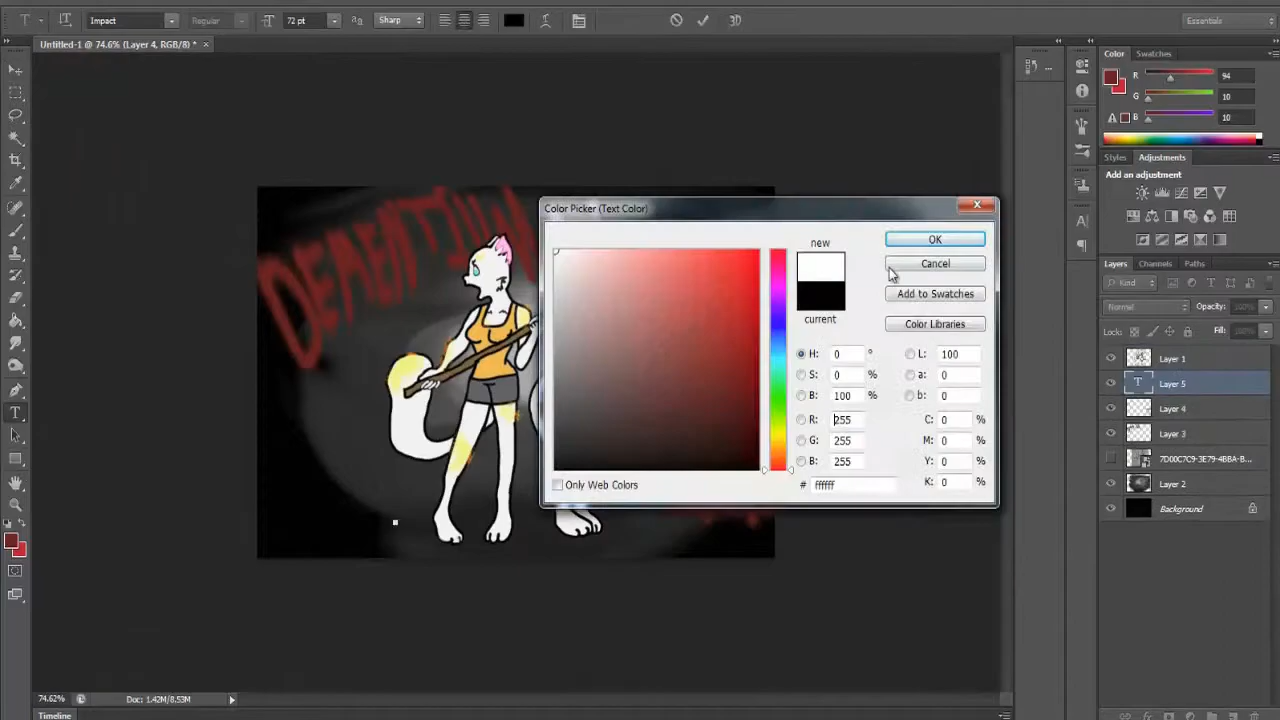 Impact Regular 72 pt Sharp 3D Essentials
Untitled-1 @ 74.6% (Layer 4, RGB/8) * ×
Color Swatches
R 94
G 10
B 10
Styles Adjustments
Add an adjustment
Layers Channels Paths
Kind
Normal Opacity: 100%
Lock: Fill: 100%
Layer 1
T Layer 5
Layer 4
Layer 3
7D00C7C9-3E79-4BBA-B...
Layer 2
Background
Color Picker (Text Color)
new
current
OK
Cancel
Add to Swatches
Color Libraries
H: 0 °
S: 0 %
B: 100 %
R: 255
G: 255
B: 255
# ffffff
L: 100
a: 0
b: 0
C: 0 %
M: 0 %
Y: 0 %
K: 0 %
Only Web Colors
74.62% Doc: 1.42M/8.53M
Timeline